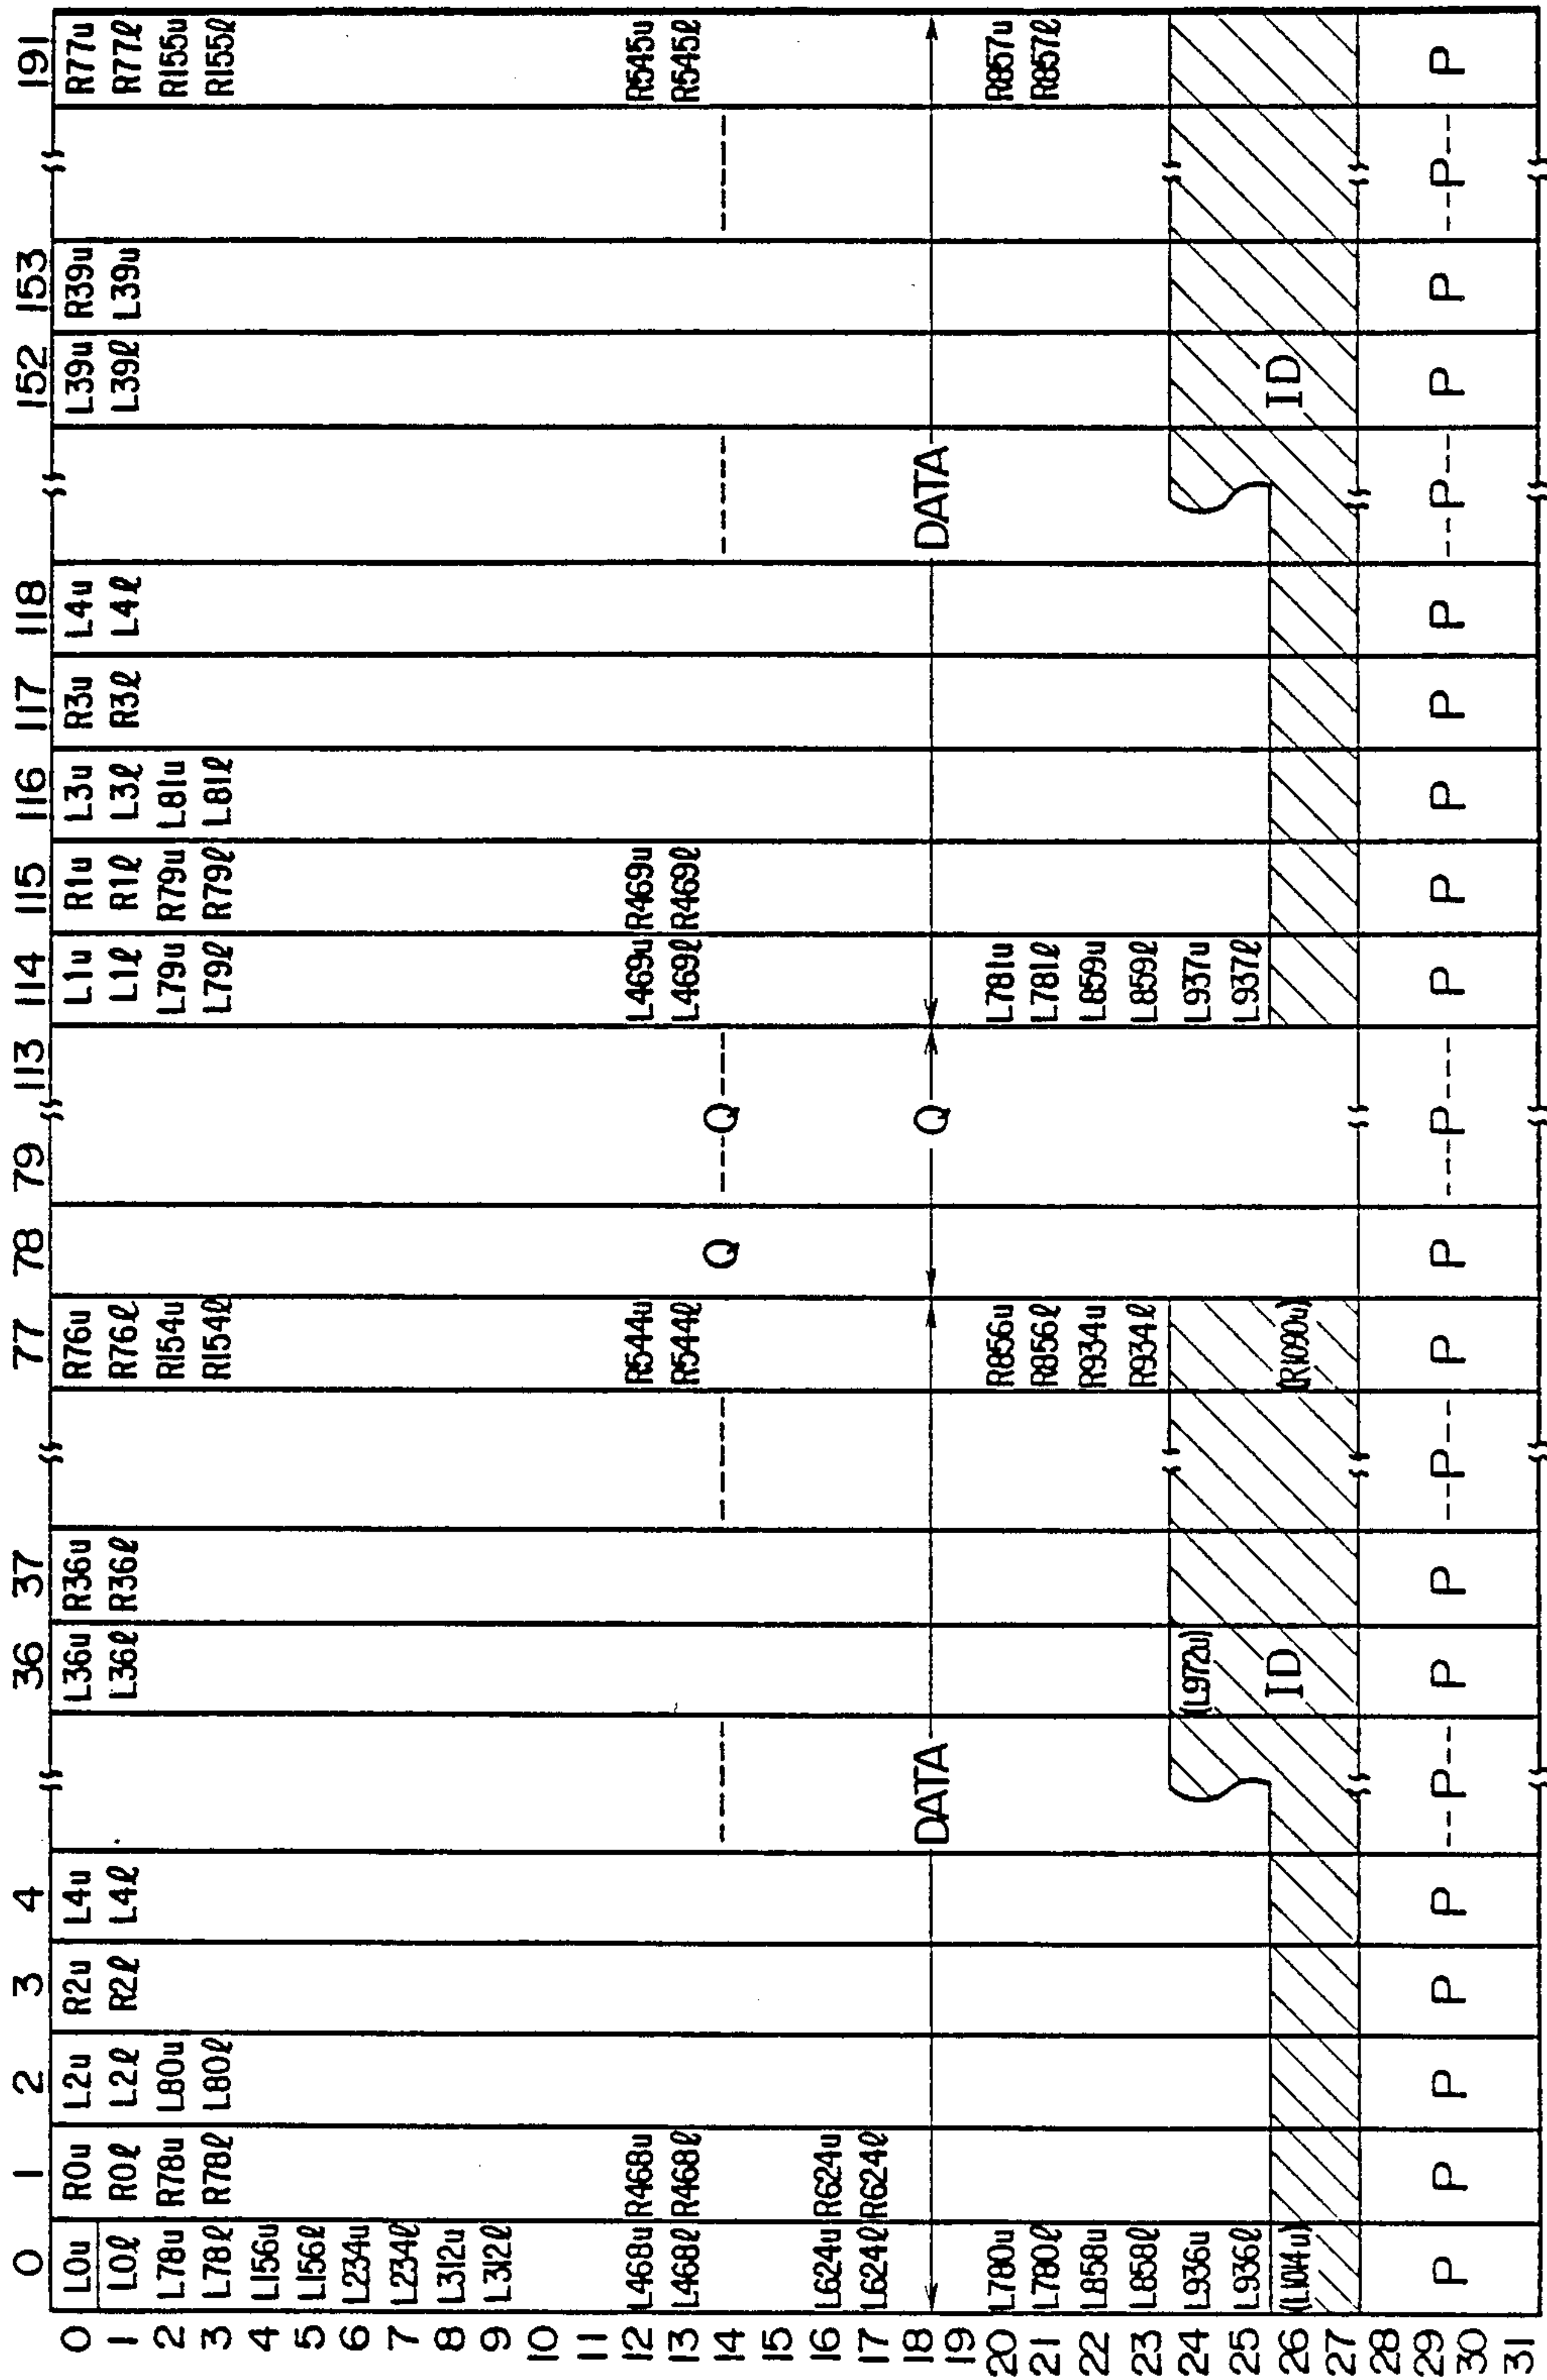 0 1 2 3 4 36 37 77 78 79 113 114 115 116 117 118 152 153 191
0 L0u R0u L2u R2u L4u L36u R36u R76u L1u R1u L3u R3u L4u L39u R39u R77u
1 L0ℓ R0ℓ L2ℓ R2ℓ L4ℓ L36ℓ R36ℓ R76ℓ L1ℓ R1ℓ L3ℓ R3ℓ L4ℓ L39ℓ L39u R77ℓ
2 L78u R78u L80u R154u L79u R79u L81u R155u
3 L78ℓ R78ℓ L80ℓ R154ℓ L79ℓ R79ℓ L81ℓ R155ℓ
4 L156u
5 L156ℓ
6 L234u
7 L234ℓ
8 L312u
9 L312ℓ
10
11
12 L468u R468u R544u L469u R469u R545u
13 L468ℓ R468ℓ R544ℓ L469ℓ R469ℓ R545ℓ
14 Q Q
15
16 L624u R624u
17 L624ℓ R624ℓ
18 DATA Q DATA
19
20 L780u R856u L781u R857u
21 L780ℓ R856ℓ L781ℓ R857ℓ
22 L858u R934u L859u
23 L858ℓ R934ℓ L859ℓ
24 L936u (L972u) L937u
25 L936ℓ L937ℓ
26 (L1014u) ID (R1090u) ID
27
28
29 P P P P P P P P P P P P P P P P P P P P P P
30
31